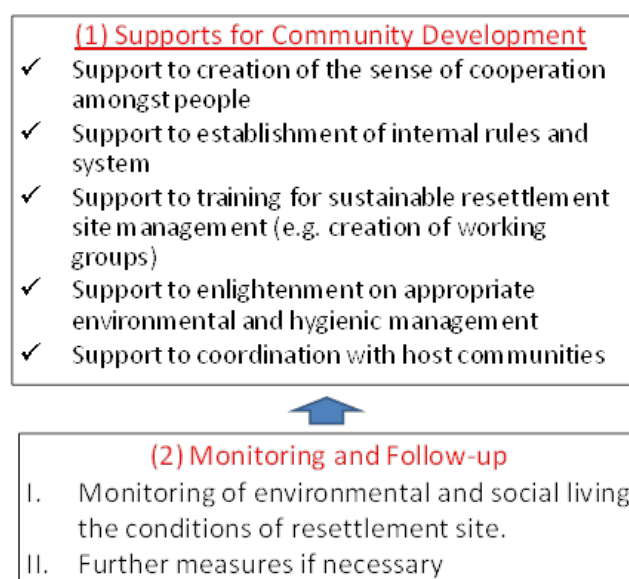 (1) Supports for Community Development
✓ Support to creation of the sense of cooperation
amongst people
✓ Support to establishment of internal rules and
system
✓ Support to training for sustainable resettlement
site management (e.g. creation of working
groups)
✓ Support to enlightenment on appropriate
environmental and hygienic management
✓ Support to coordination with host communities
(2) Monitoring and Follow-up
I. Monitoring of environmental and social living
the conditions of resettlement site.
II. Further measures if necessary